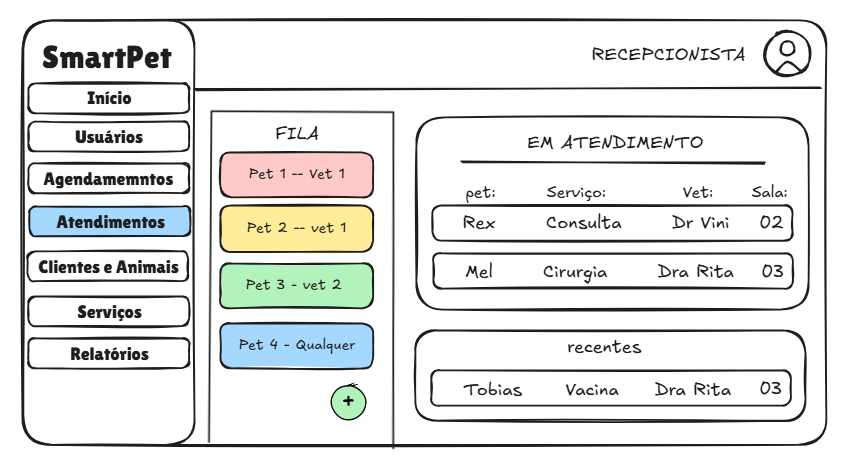 SmartPet
Início
Usuários
Agendamemntos
Atendimentos
Clientes e Animais
Serviços
Relatórios
RECEPCIONISTA
FILA
Pet 1 -- Vet 1
Pet 2 -- vet 1
Pet 3 - vet 2
Pet 4 - Qualquer
+
EM ATENDIMENTO
pet: Serviço: Vet: Sala:
Rex Consulta Dr Vini 02
Mel Cirurgia Dra Rita 03
recentes
Tobias Vacina Dra Rita 03